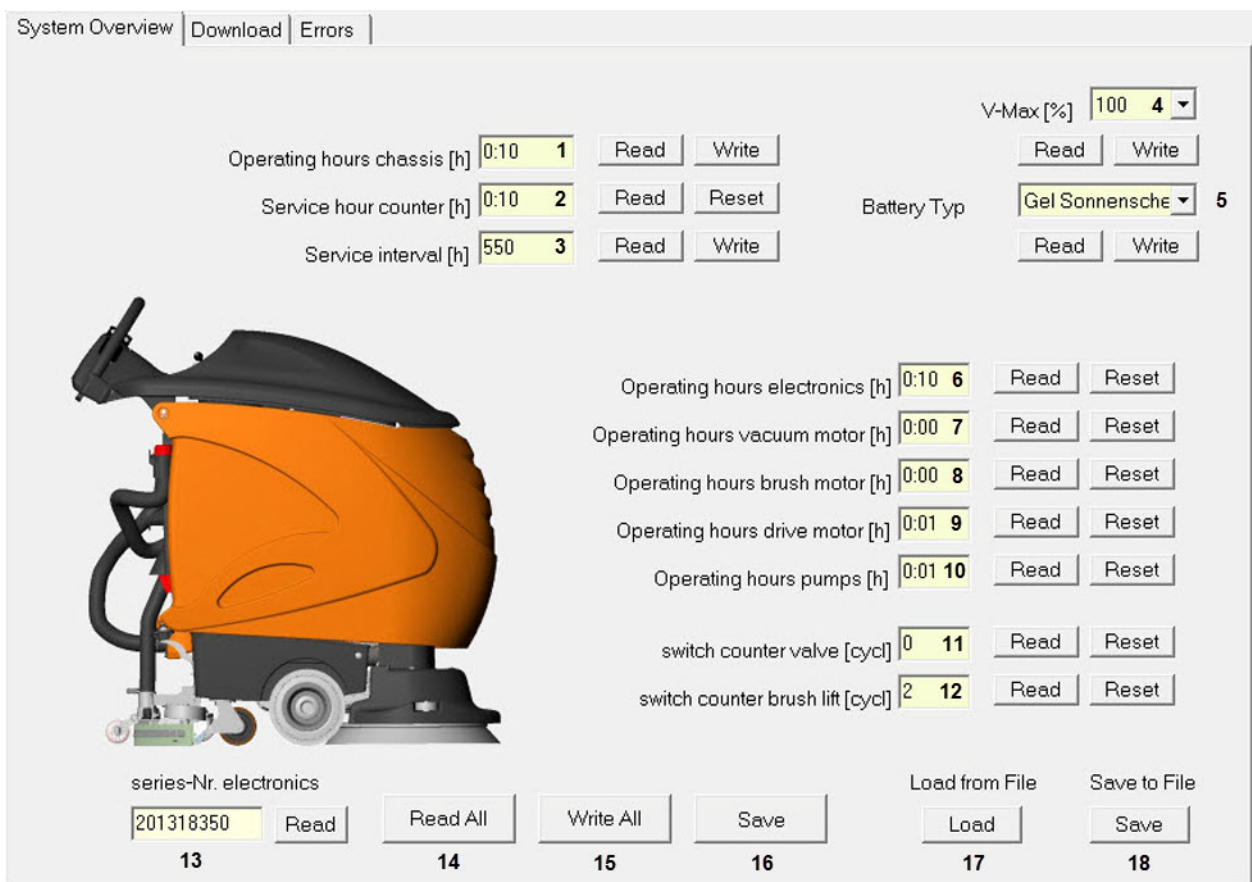 System Overview Download Errors
V-Max [%] 100 4
Operating hours chassis [h] 0:10 1 Read Write Read Write
Service hour counter [h] 0:10 2 Read Reset Battery Typ Gel Sonnensche 5
Service interval [h] 550 3 Read Write Read Write
Operating hours electronics [h] 0:10 6 Read Reset
Operating hours vacuum motor [h] 0:00 7 Read Reset
Operating hours brush motor [h] 0:00 8 Read Reset
Operating hours drive motor [h] 0:01 9 Read Reset
Operating hours pumps [h] 0:01 10 Read Reset
switch counter valve [cycl] 0 11 Read Reset
switch counter brush lift [cycl] 2 12 Read Reset
series-Nr. electronics Load from File Save to File
201318350 Read Read All Write All Save Load Save
13 14 15 16 17 18